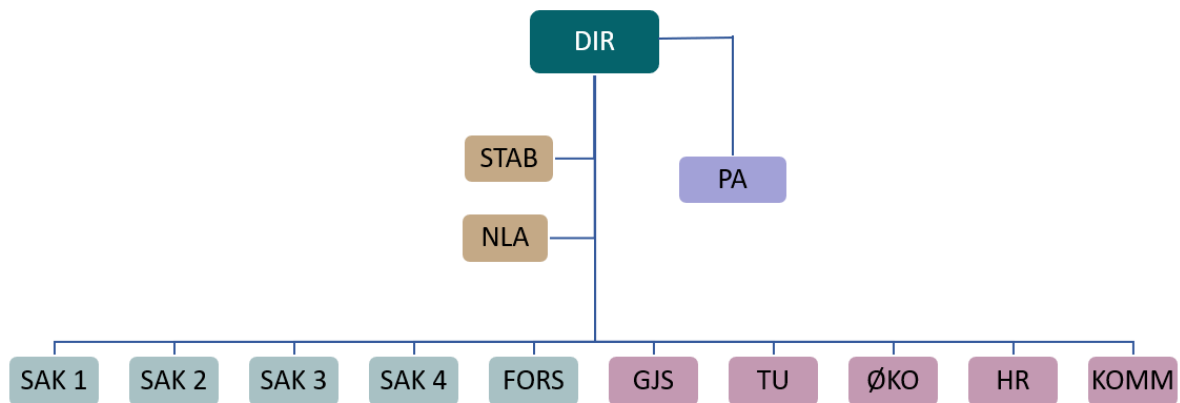 DIR
STAB
PA
NLA
SAK 1
SAK 2
SAK 3
SAK 4
FORS
GJS
TU
ØKO
HR
KOMM